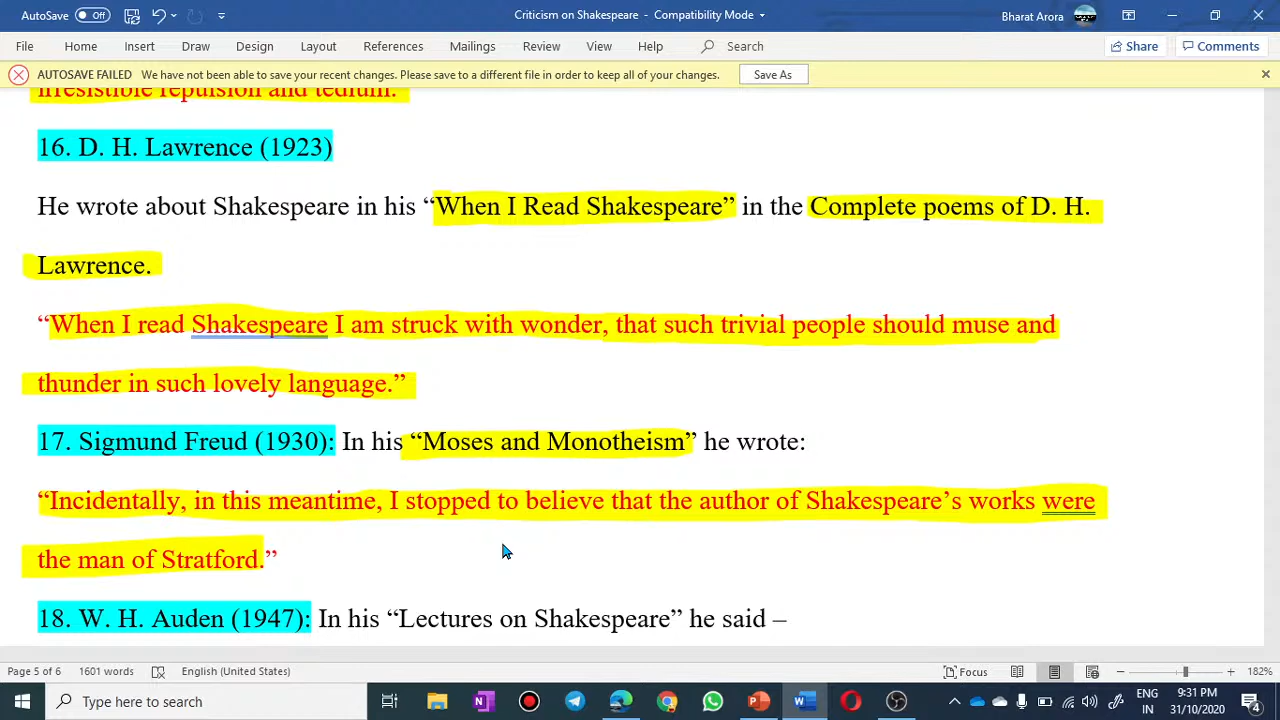 AutoSave Off
Criticism on Shakespeare - Compatibility Mode
Bharat Arora
File Home Insert Draw Design Layout References Mailings Review View Help Search Share Comments
AUTOSAVE FAILED We have not been able to save your recent changes. Please save to a different file in order to keep all of your changes. Save As
irresistible repulsion and tedium.
16. D. H. Lawrence (1923)
He wrote about Shakespeare in his “When I Read Shakespeare” in the Complete poems of D. H.
Lawrence.
“When I read Shakespeare I am struck with wonder, that such trivial people should muse and
thunder in such lovely language.”
17. Sigmund Freud (1930): In his “Moses and Monotheism” he wrote:
“Incidentally, in this meantime, I stopped to believe that the author of Shakespeare’s works were
the man of Stratford.”
18. W. H. Auden (1947): In his “Lectures on Shakespeare” he said –
Page 5 of 6 1601 words English (United States) Focus 182%
Type here to search
ENG 9:31 PM
IN 31/10/2020 4